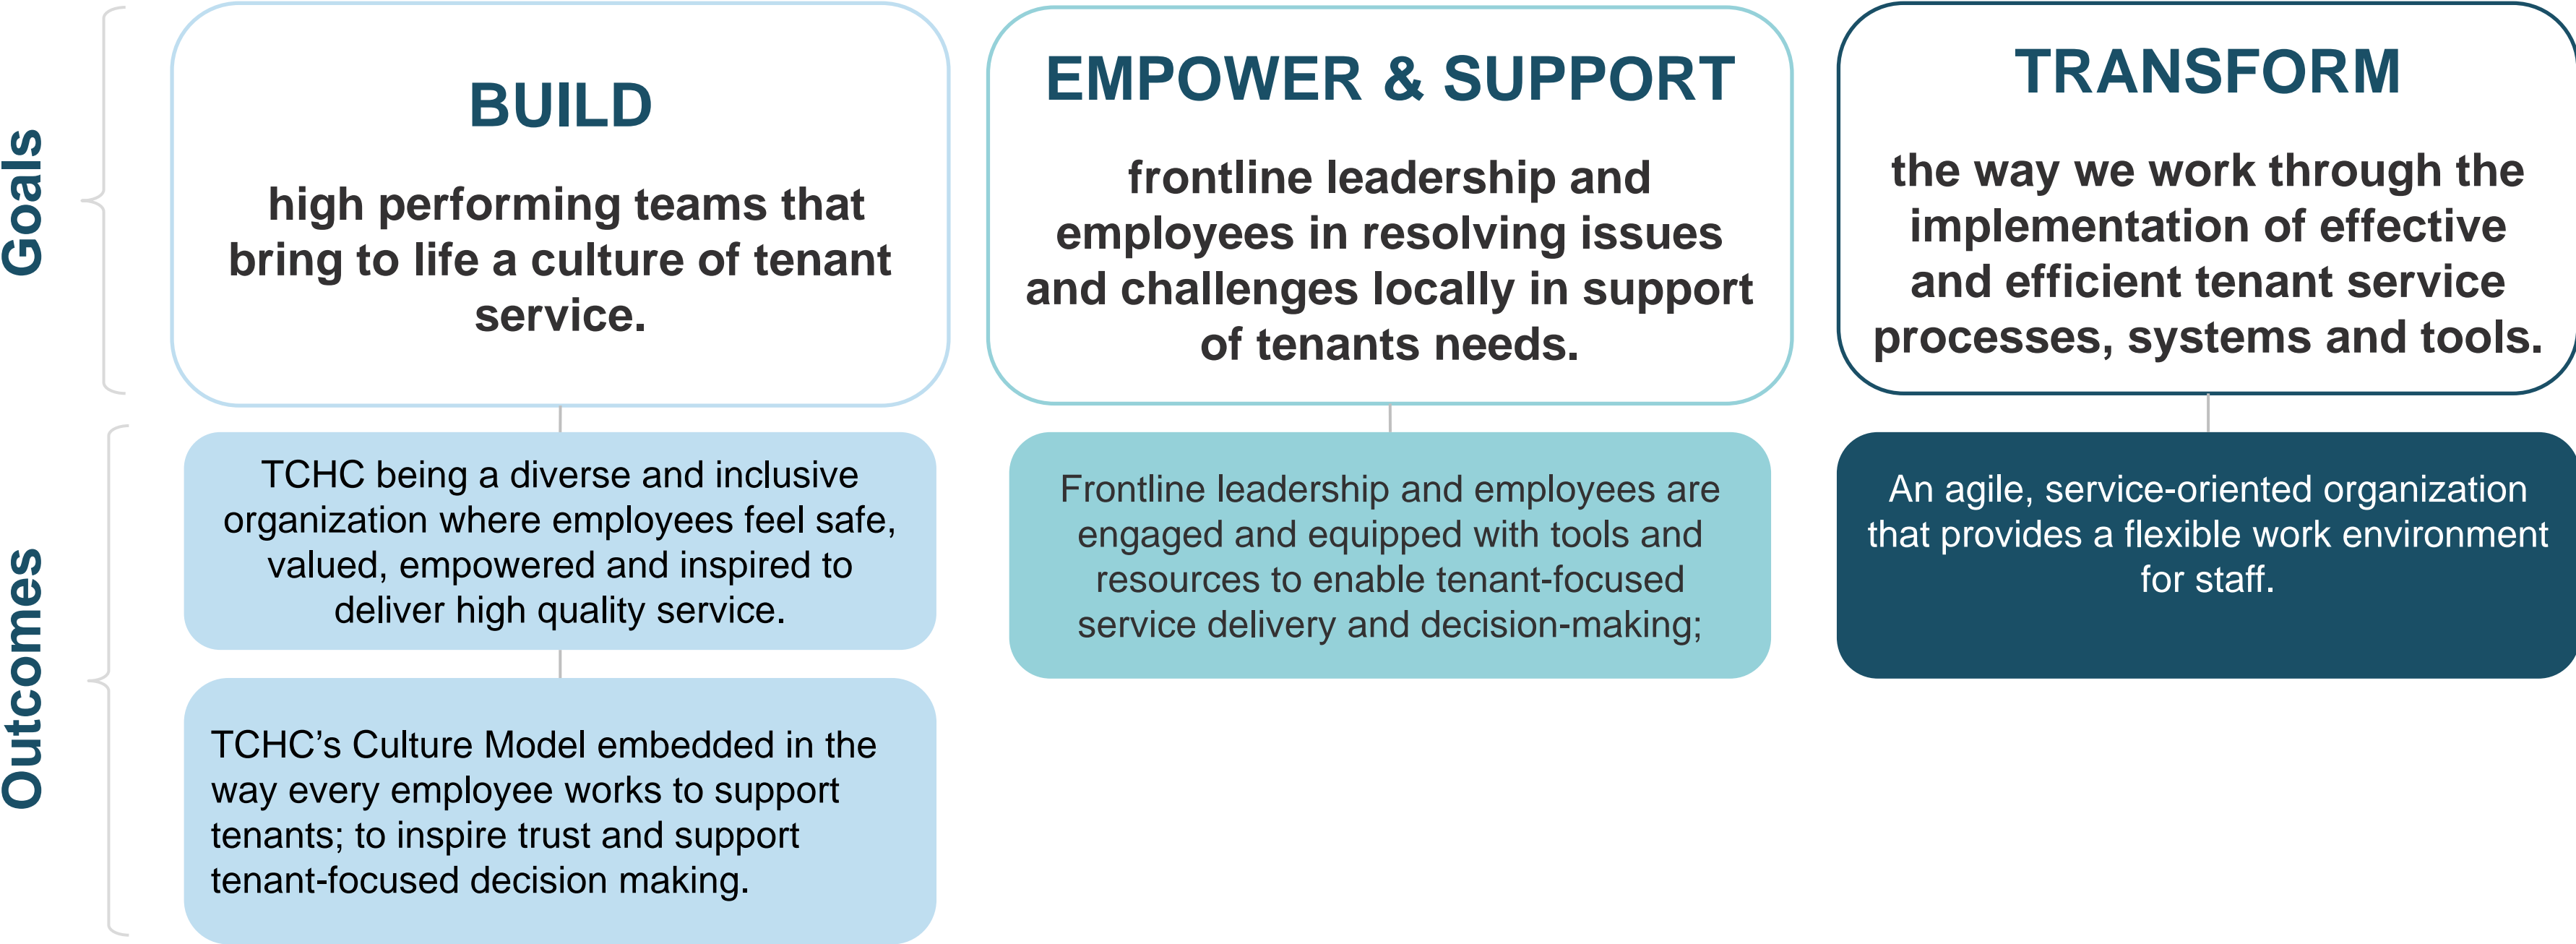 Goals
BUILD
high performing teams that
bring to life a culture of tenant
service.
EMPOWER & SUPPORT
frontline leadership and
employees in resolving issues
and challenges locally in support
of tenants needs.
TRANSFORM
the way we work through the
implementation of effective
and efficient tenant service
processes, systems and tools.
Outcomes
TCHC being a diverse and inclusive
organization where employees feel safe,
valued, empowered and inspired to
deliver high quality service.
TCHC’s Culture Model embedded in the
way every employee works to support
tenants; to inspire trust and support
tenant-focused decision making.
Frontline leadership and employees are
engaged and equipped with tools and
resources to enable tenant-focused
service delivery and decision-making;
An agile, service-oriented organization
that provides a flexible work environment
for staff.